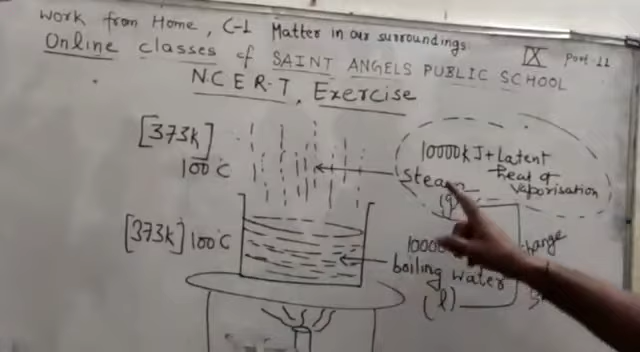 Work from Home, C-1 Matter in our surroundings
Online classes of SAINT ANGELS PUBLIC SCHOOL
IX Part-11
N.C.E.R.T, Exercise
[373K]
100°C
10000KJ+Latent
Heat of
Vaporisation
Steam
[373K] 100°C
boiling water
(l)